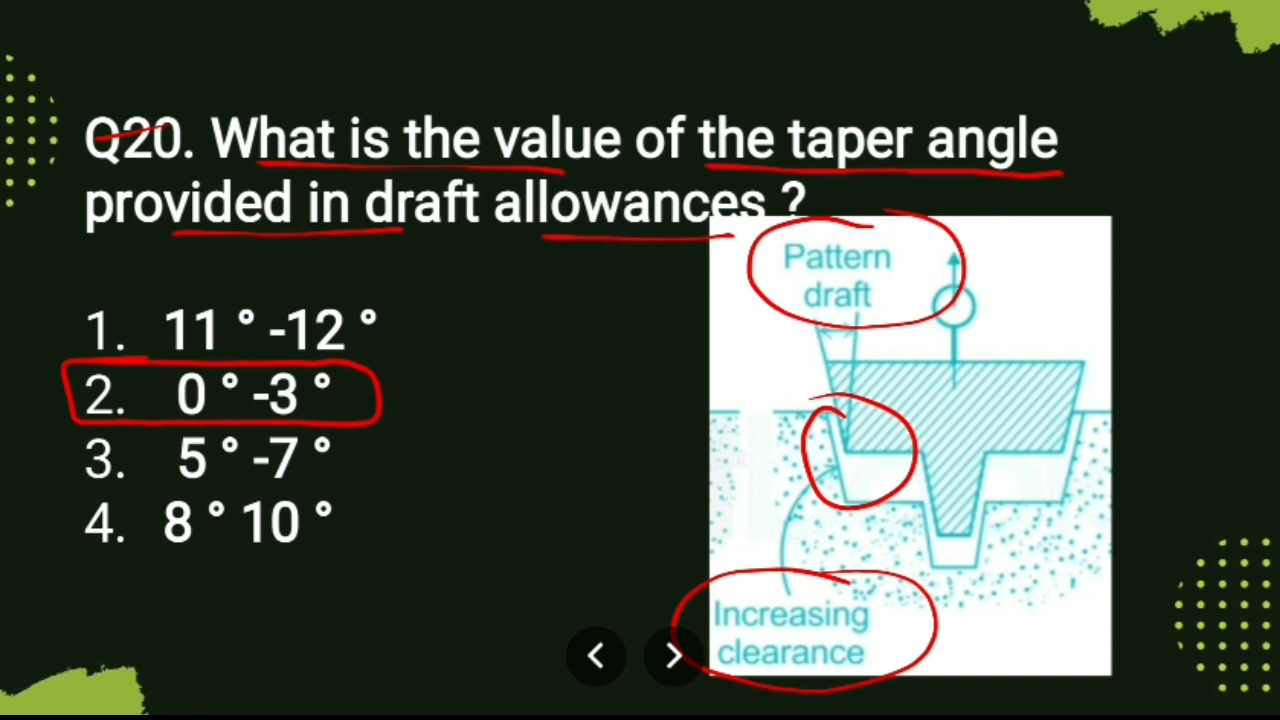 Q20. What is the value of the taper angle
provided in draft allowances ?
1. 11 ° -12 °
2. 0 ° -3 °
3. 5 ° -7 °
4. 8 ° 10 °
Pattern
draft
Increasing
clearance